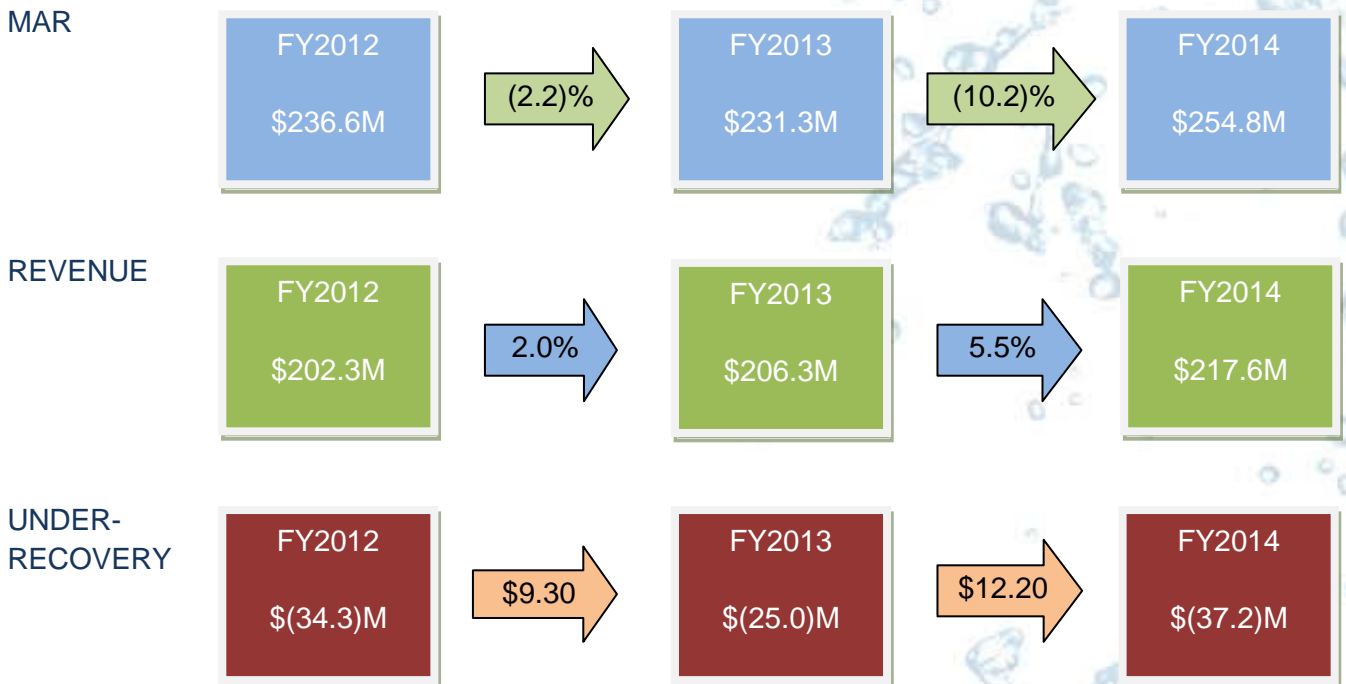 MAR
FY2012
$236.6M
(2.2)%
FY2013
$231.3M
(10.2)%
FY2014
$254.8M
REVENUE
FY2012
$202.3M
2.0%
FY2013
$206.3M
5.5%
FY2014
$217.6M
UNDER-
RECOVERY
FY2012
$(34.3)M
$9.30
FY2013
$(25.0)M
$12.20
FY2014
$(37.2)M